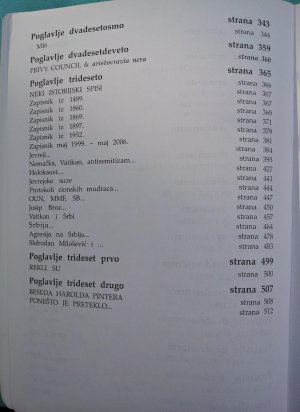 Poglavlje dvadesetosmo strana 343
MI6 strana 344
Poglavlje dvadesetdeveto strana 359
PRIVY COUNCIL & aristocrazia nera strana 360
Poglavlje trideseto strana 365
NEKI ISTORIJSKI SPISI strana 366
Zapisnik iz 1489. strana 367
Zapisnik iz 1860. strana 367
Zapisnik iz 1869. strana 369
Zapisnik iz 1897. strana 371
Zapisnik iz 1952. strana 379
Zapisnik maj 1999. - maj 2006. strana 381
Jevreji... strana 384
Nemačka, Vatikan, antisemitizam... strana 393
Holokaust... strana 427
Jevrejske suze strana 441
Protokoli cionskih mudraca... strana 444
OUN, MMF, SB... strana 447
Josip Broz... strana 450
Vatikan i Srbi strana 457
Srbija... strana 464
Agresija na Srbiju... strana 478
Slobodan Milošević i ... strana 483
Poglavlje trideset prvo strana 499
REKLI SU strana 500
Poglavlje trideset drugo strana 507
BESEDA HAROLDA PINTERA strana 508
PONEŠTO JE PRETEKLO... strana 512